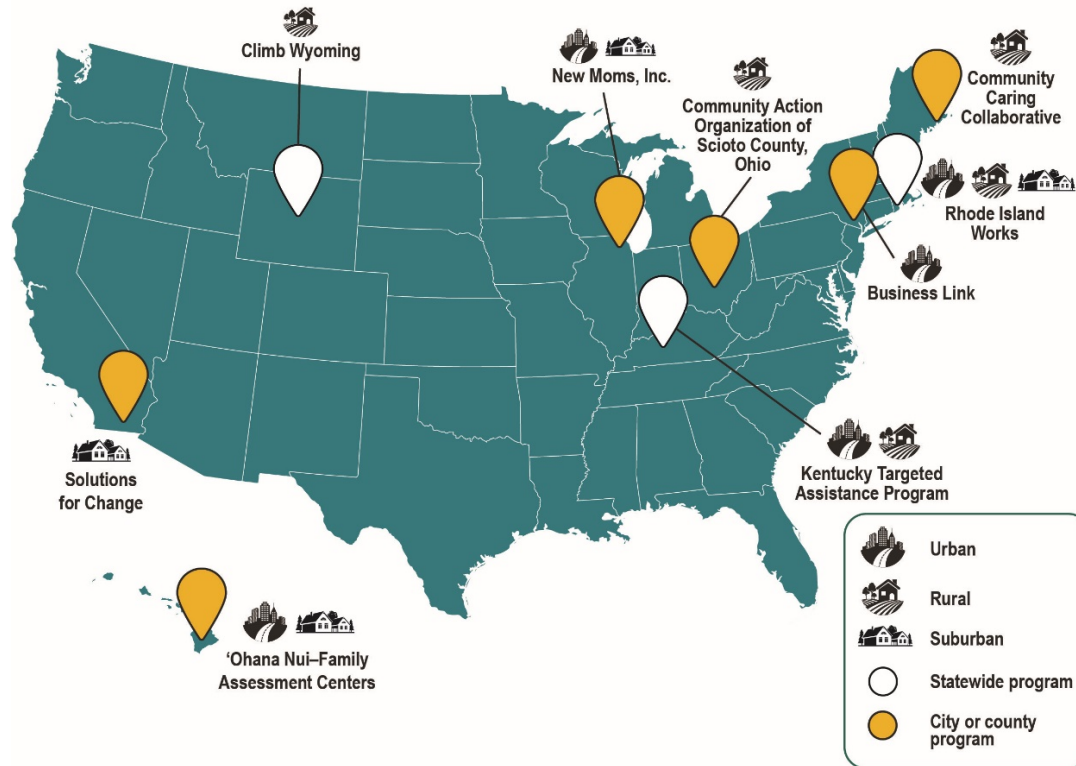 Climb Wyoming
New Moms, Inc.
Community Action
Organization of
Scioto County,
Ohio
Community
Caring
Collaborative
Rhode Island
Works
Business Link
Kentucky Targeted
Assistance Program
Solutions
for Change
‘Ohana Nui–Family
Assessment Centers
Urban
Rural
Suburban
Statewide program
City or county
program